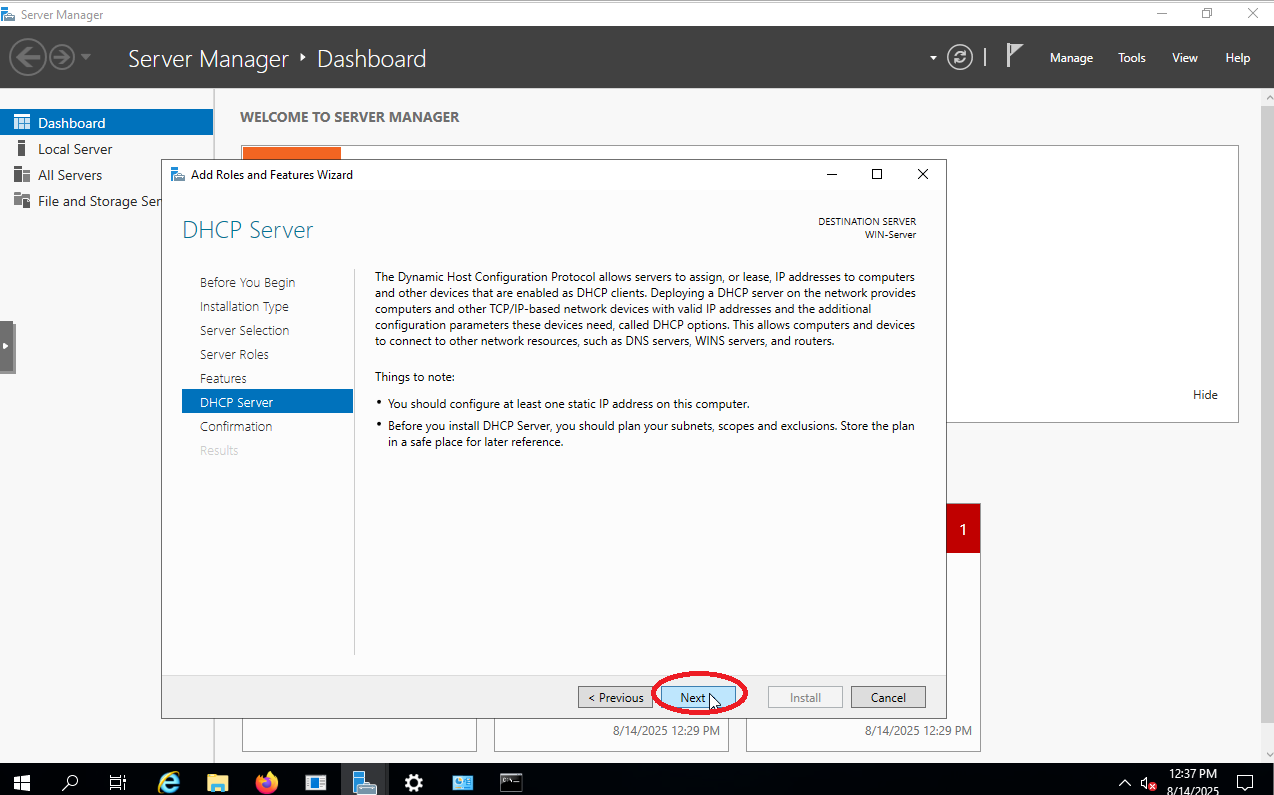 Server Manager
Server Manager
Dashboard
Manage
Tools
View
Help
Dashboard
Local Server
All Servers
File and Storage Ser
WELCOME TO SERVER MANAGER
Hide
Add Roles and Features Wizard
DHCP Server
DESTINATION SERVER
WIN-Server
Before You Begin
Installation Type
Server Selection
Server Roles
Features
DHCP Server
Confirmation
Results
The Dynamic Host Configuration Protocol allows servers to assign, or lease, IP addresses to computers
and other devices that are enabled as DHCP clients. Deploying a DHCP server on the network provides
computers and other TCP/IP-based network devices with valid IP addresses and the additional
configuration parameters these devices need, called DHCP options. This allows computers and devices
to connect to other network resources, such as DNS servers, WINS servers, and routers.
Things to note:
• You should configure at least one static IP address on this computer.
• Before you install DHCP Server, you should plan your subnets, scopes and exclusions. Store the plan
in a safe place for later reference.
< Previous
Next
Install
Cancel
1
8/14/2025 12:29 PM
8/14/2025 12:29 PM
12:37 PM
8/14/2025